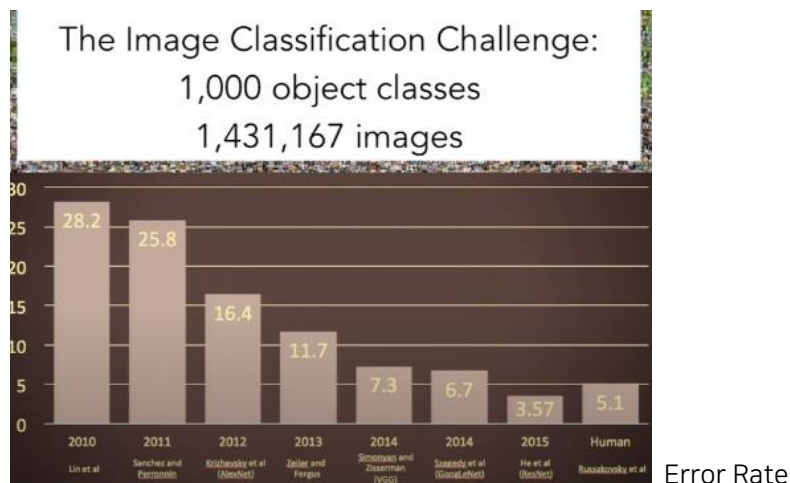 The Image Classification Challenge:
1,000 object classes
1,431,167 images
30
25
20
15
10
5
0
28.2
25.8
16.4
11.7
7.3
6.7
3.57
5.1
2010
2011
2012
2013
2014
2014
2015
Human
Lin et al
Sanchez and
Perronnin
Krizhevsky et al
(AlexNet)
Zeiler and
Fergus
Simonyan and
Zisserman
(VGG)
Szegedy et al
(GoogLeNet)
He et al
(ResNet)
Russakovsky et al
Error Rate